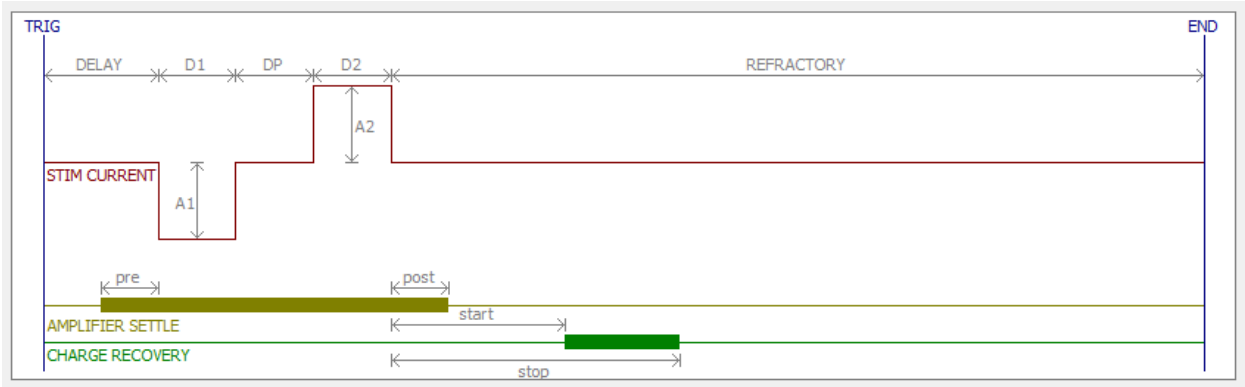 TRIG
END
DELAY D1 DP D2 REFRACTORY
A2
STIM CURRENT
A1
pre
post
AMPLIFIER SETTLE
start
CHARGE RECOVERY
stop